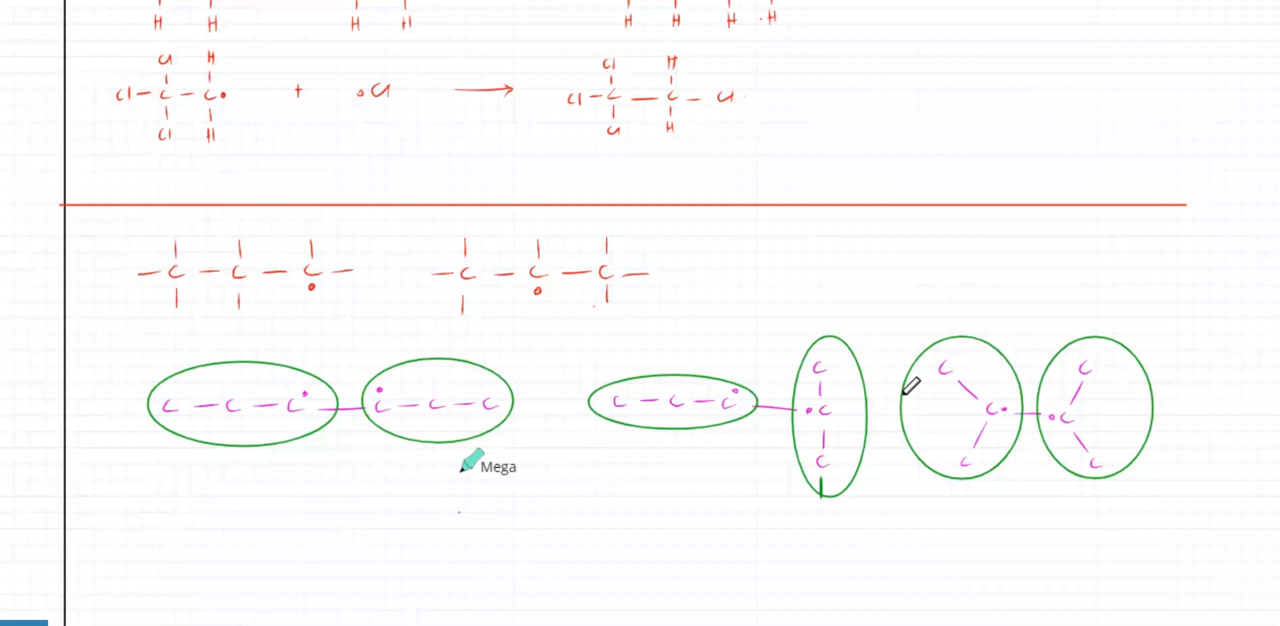 H H H H H H H .H
Cl H Cl H
Cl - C - C• + •Cl → Cl - C - C - Cl
Cl H Cl H
- C - C - C - - C - C - C -
C - C - C• •C - C - C C - C - C• C C C
•C C• •C
C C C
Mega